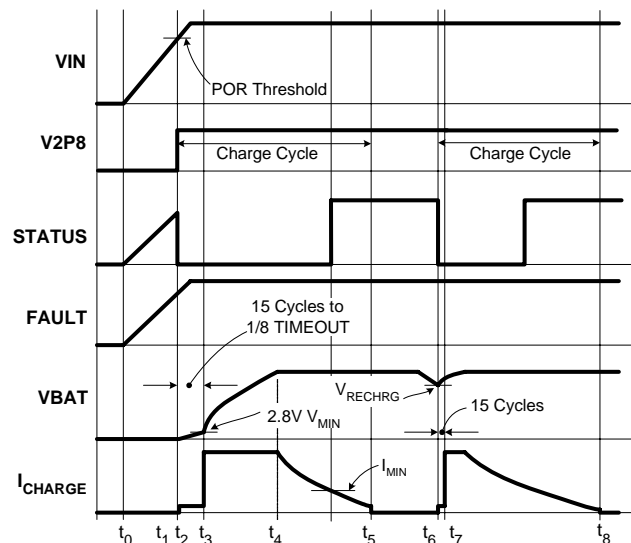 VIN
POR Threshold
V2P8
Charge Cycle
Charge Cycle
STATUS
FAULT
15 Cycles to
1/8 TIMEOUT
VBAT
VRECHRG
2.8V VMIN
15 Cycles
ICHARGE
IMIN
t0 t1 t2 t3 t4 t5 t6 t7 t8